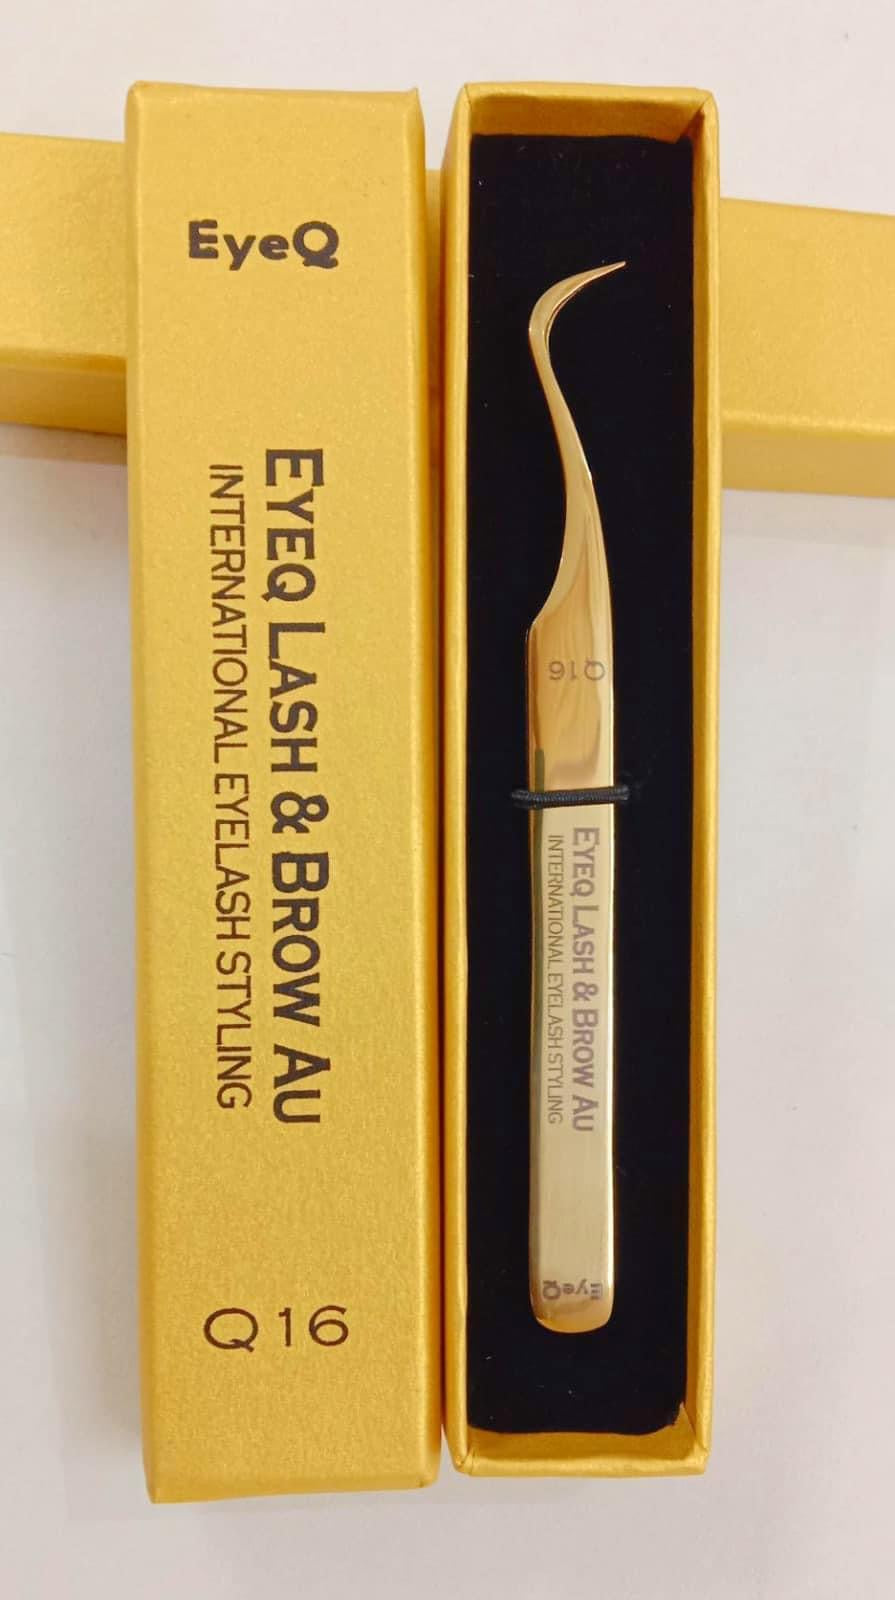 EyeQ
EYEQ LASH & BROW AU
INTERNATIONAL EYELASH STYLING
Q16
Q16
EYEQ LASH & BROW AU
INTERNATIONAL EYELASH STYLING
EyeQ